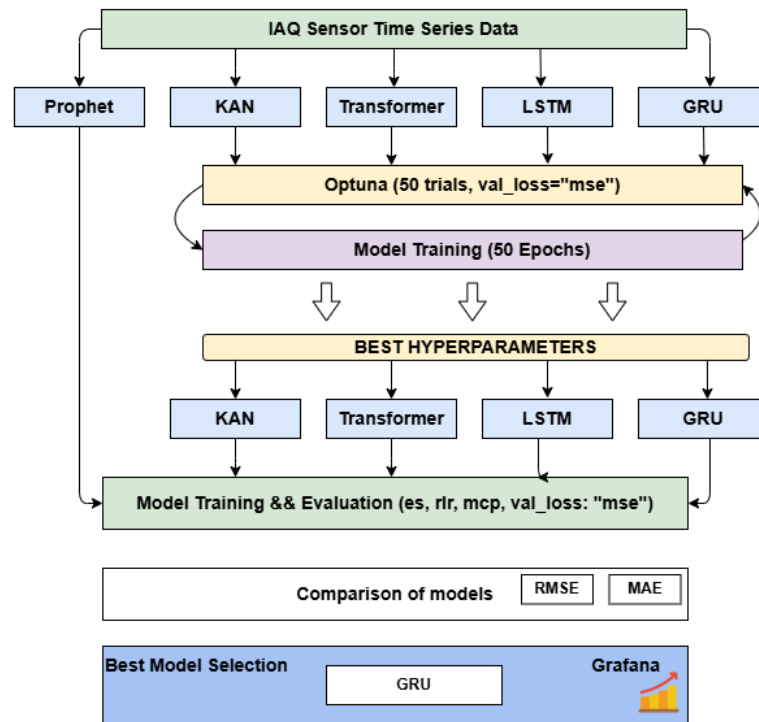 IAQ Sensor Time Series Data
Prophet
KAN
Transformer
LSTM
GRU
Optuna (50 trials, val_loss="mse")
Model Training (50 Epochs)
BEST HYPERPARAMETERS
KAN
Transformer
LSTM
GRU
Model Training && Evaluation (es, rlr, mcp, val_loss: "mse")
Comparison of models
RMSE
MAE
Best Model Selection
GRU
Grafana